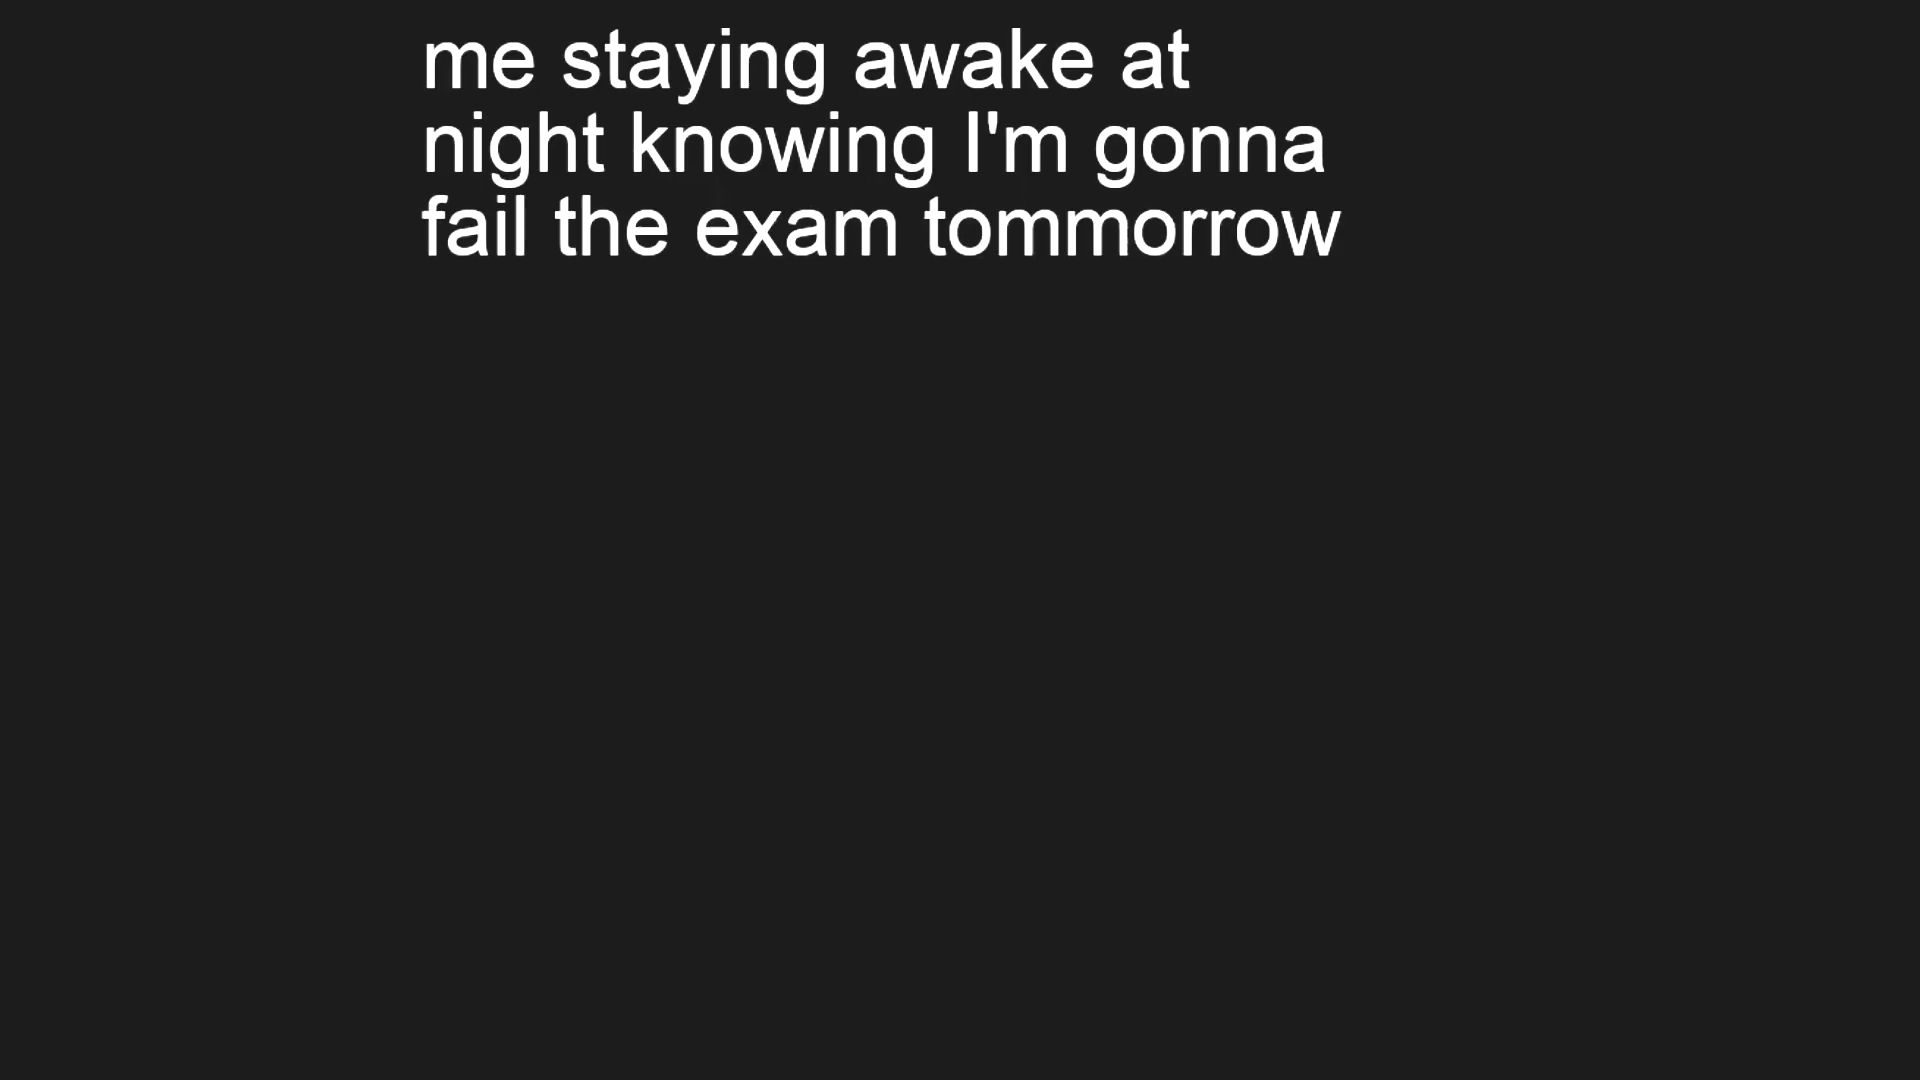 me staying awake at
night knowing I'm gonna
fail the exam tommorrow